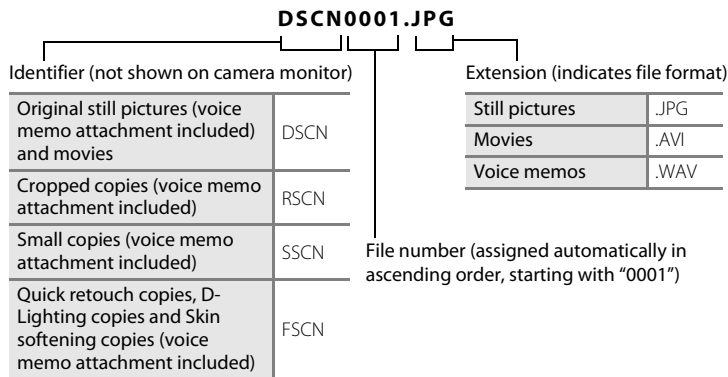 DSCN0001.JPG
Identifier (not shown on camera monitor)
Original still pictures (voice
memo attachment included)
and movies
DSCN
Cropped copies (voice memo
attachment included)
RSCN
Small copies (voice memo
attachment included)
SSCN
Quick retouch copies, D-
Lighting copies and Skin
softening copies (voice
memo attachment included)
FSCN
Extension (indicates file format)
Still pictures .JPG
Movies .AVI
Voice memos .WAV
File number (assigned automatically in
ascending order, starting with “0001”)